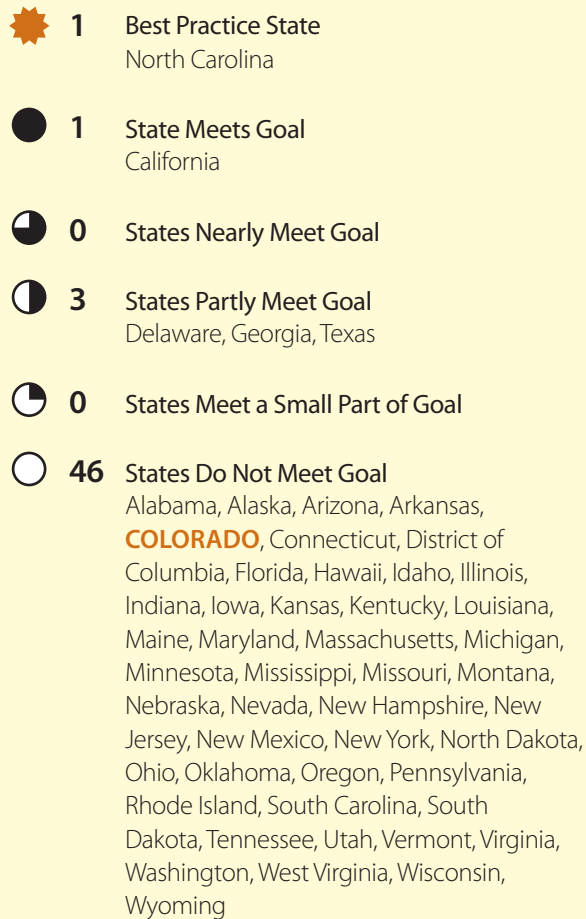 1 Best Practice State
North Carolina
1 State Meets Goal
California
0 States Nearly Meet Goal
3 States Partly Meet Goal
Delaware, Georgia, Texas
0 States Meet a Small Part of Goal
46 States Do Not Meet Goal
Alabama, Alaska, Arizona, Arkansas,
COLORADO, Connecticut, District of
Columbia, Florida, Hawaii, Idaho, Illinois,
Indiana, Iowa, Kansas, Kentucky, Louisiana,
Maine, Maryland, Massachusetts, Michigan,
Minnesota, Mississippi, Missouri, Montana,
Nebraska, Nevada, New Hampshire, New
Jersey, New Mexico, New York, North Dakota,
Ohio, Oklahoma, Oregon, Pennsylvania,
Rhode Island, South Carolina, South
Dakota, Tennessee, Utah, Vermont, Virginia,
Washington, West Virginia, Wisconsin,
Wyoming